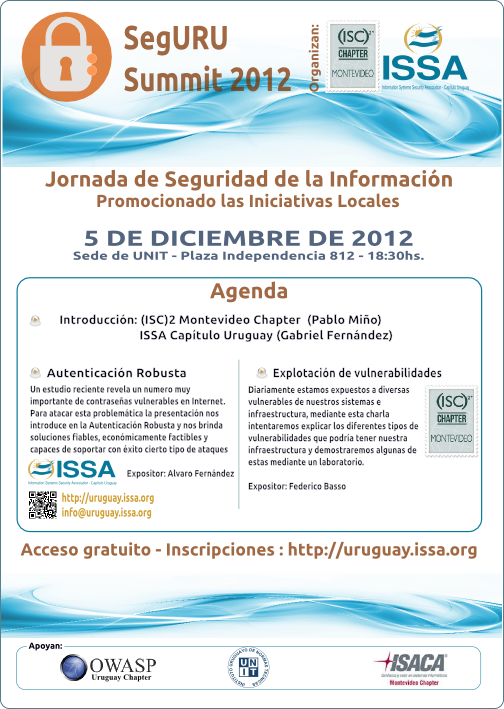 SegURU
Summit 2012
Organizan:
(ISC)²
CHAPTER
MONTEVIDEO
ISSA
Information Systems Security Association - Capítulo Uruguay
Jornada de Seguridad de la Información
Promocionado las Iniciativas Locales
5 DE DICIEMBRE DE 2012
Sede de UNIT - Plaza Independencia 812 - 18:30hs.
Agenda
Introducción: (ISC)2 Montevideo Chapter (Pablo Miño)
ISSA Capítulo Uruguay (Gabriel Fernández)
Autenticación Robusta
Un estudio reciente revela un numero muy
importante de contraseñas vulnerables en Internet.
Para atacar esta problemática la presentación nos
introduce en la Autenticación Robusta y nos brinda
soluciones fiables, económicamente factibles y
capaces de soportar con éxito cierto tipo de ataques
ISSA
Information Systems Security Association - Capítulo Uruguay
Expositor: Alvaro Fernández
http://uruguay.issa.org
info@uruguay.issa.org
Explotación de vulnerabilidades
Diariamente estamos expuestos a diversas
vulnerables de nuestros sistemas e
infraestructura, mediante esta charla
intentaremos explicar los diferentes tipos de
vulnerabilidades que podría tener nuestra
infraestructura y demostraremos algunas de
estas mediante un laboratorio.
Expositor: Federico Basso
(ISC)²
CHAPTER
MONTEVIDEO
Acceso gratuito - Inscripciones : http://uruguay.issa.org
Apoyan:
OWASP
Uruguay Chapter
INSTITUTO URUGUAYO DE NORMAS TECNICAS
UNIT
ISACA
Montevideo Chapter